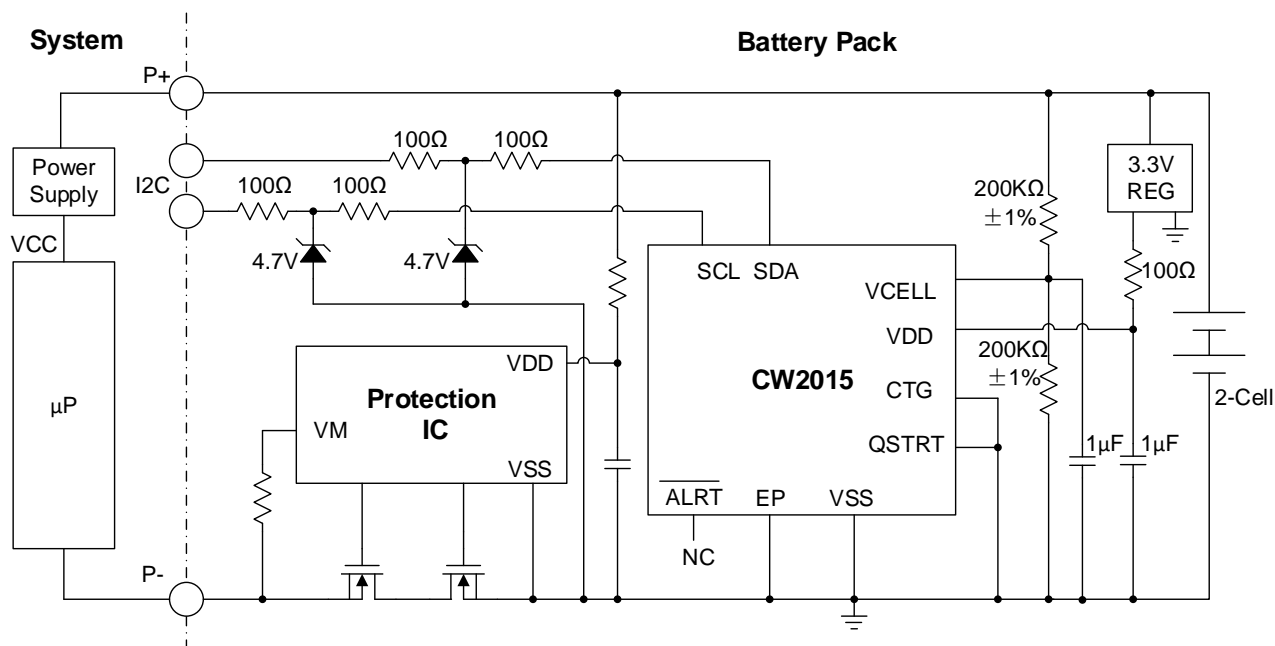 System
Battery Pack
P+
100Ω
100Ω
Power
Supply
I2C
100Ω
100Ω
3.3V
REG
200KΩ
±1%
VCC
4.7V
4.7V
SCL SDA
100Ω
VCELL
VDD
VDD
200KΩ
±1%
CW2015
CTG
2-Cell
Protection
IC
µP
VM
QSTRT
1µF
1µF
VSS
ALRT
EP
VSS
NC
P-